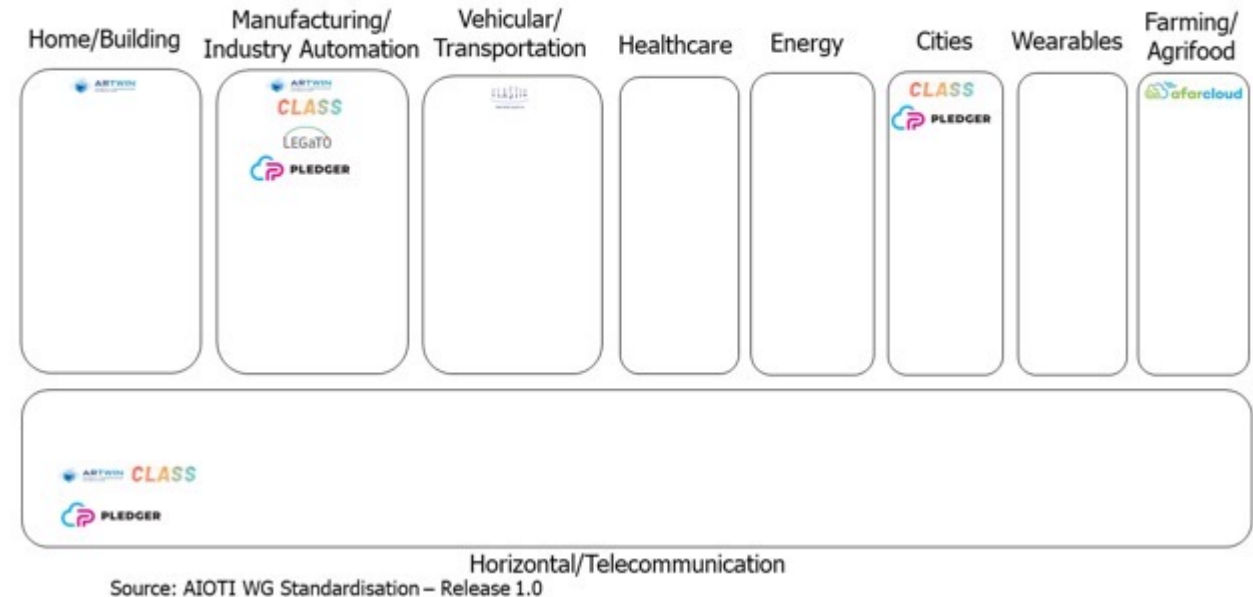 Home/Building
Manufacturing/
Industry Automation
Vehicular/
Transportation
Healthcare
Energy
Cities
Wearables
Farming/
Agrifood
ARTWIN
ARTWIN
CLASS
LEGaTO
PLEDGER
CLASS
PLEDGER
afarcloud
ARTWIN CLASS
PLEDGER
Horizontal/Telecommunication
Source: AIOTI WG Standardisation – Release 1.0